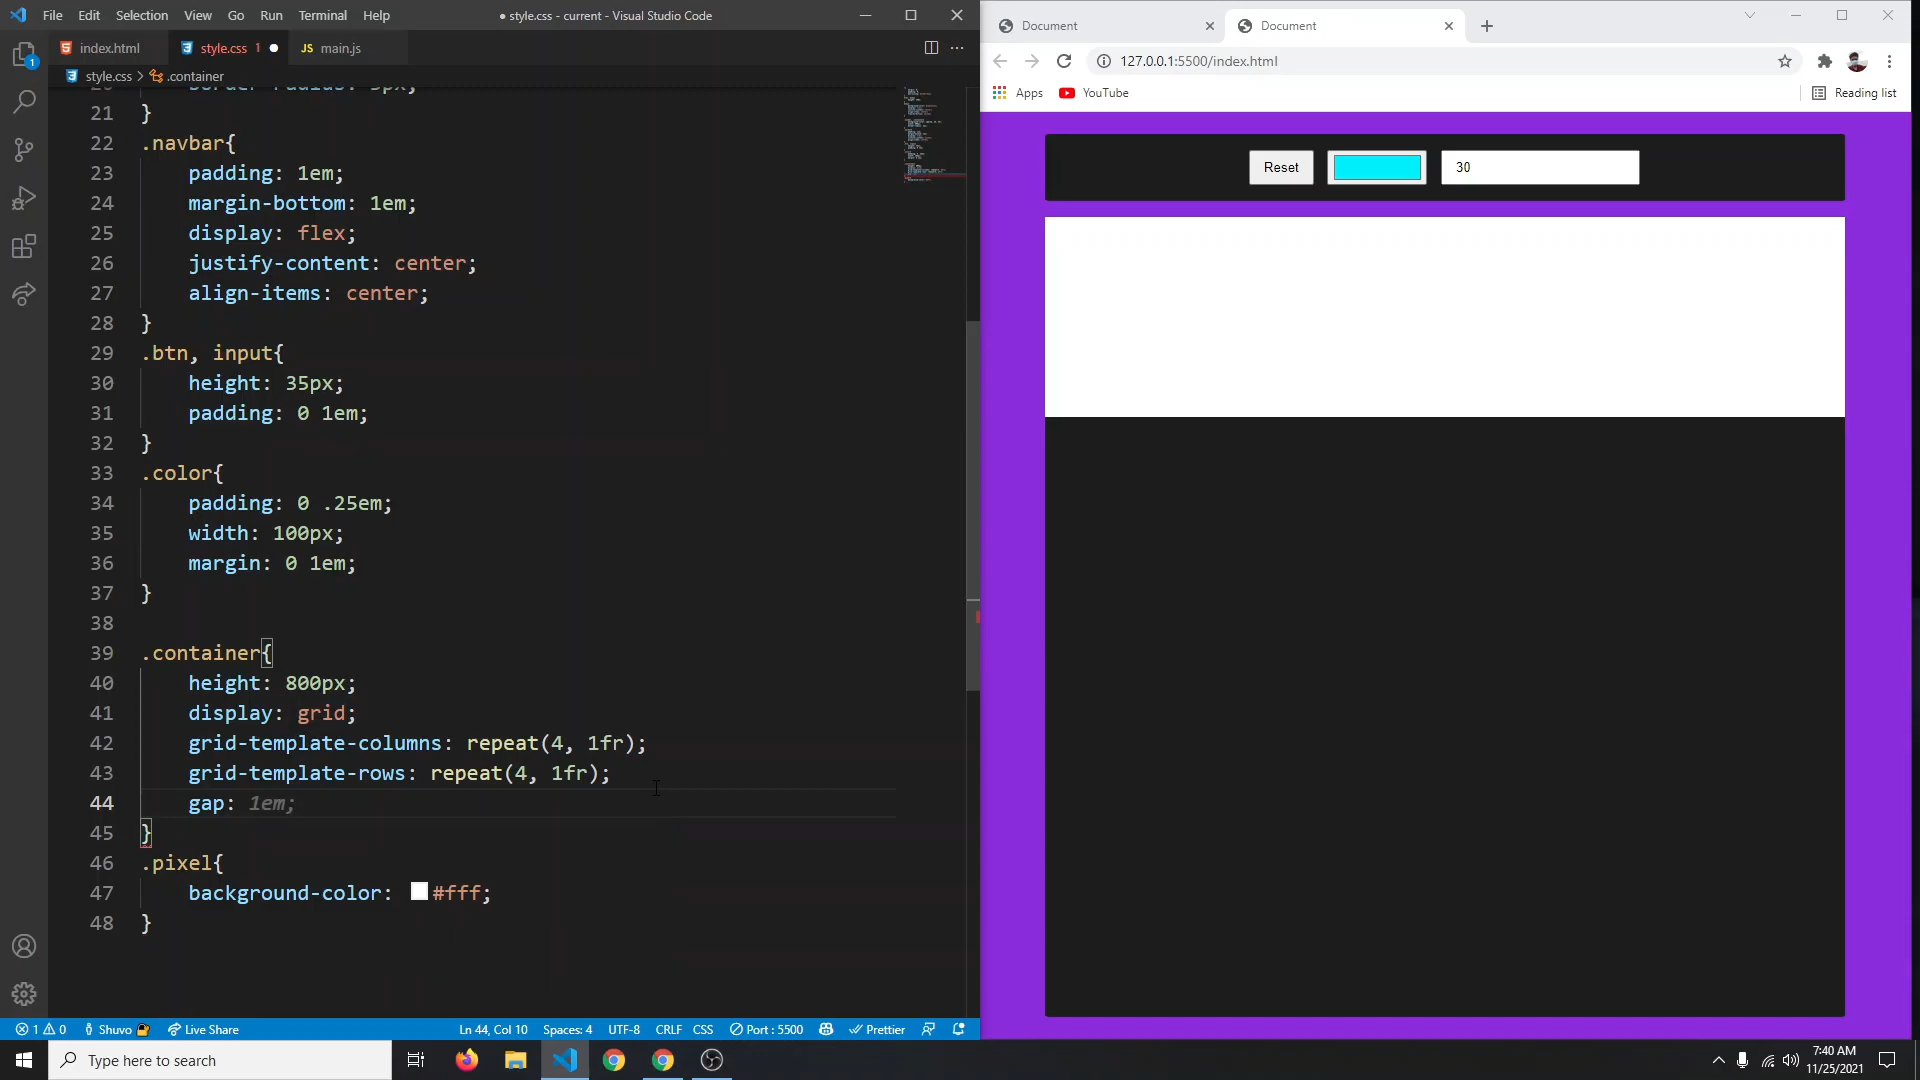 File Edit Selection View Go Run Terminal Help
● style.css - current - Visual Studio Code
index.html
style.css 1 ●
JS main.js
style.css > .container
border-radius: 5px;
21 }
22 .navbar{
23 padding: 1em;
24 margin-bottom: 1em;
25 display: flex;
26 justify-content: center;
27 align-items: center;
28 }
29 .btn, input{
30 height: 35px;
31 padding: 0 1em;
32 }
33 .color{
34 padding: 0 .25em;
35 width: 100px;
36 margin: 0 1em;
37 }
38
39 .container{
40 height: 800px;
41 display: grid;
42 grid-template-columns: repeat(4, 1fr);
43 grid-template-rows: repeat(4, 1fr);
44 gap: 1em;
45 }
46 .pixel{
47 background-color: #fff;
48 }
1
1 0 Shuvo Live Share
Ln 44, Col 10 Spaces: 4 UTF-8 CRLF CSS Port : 5500 Prettier
Document
Document
127.0.0.1:5500/index.html
Apps YouTube
Reading list
Reset
30
Type here to search
7:40 AM
11/25/2021